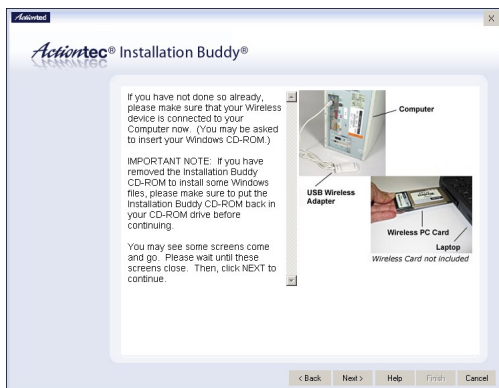 Actiontec
X
Actiontec® Installation Buddy®
If you have not done so already,
please make sure that your Wireless
device is connected to your
Computer now. (You may be asked
to insert your Windows CD-ROM.)
IMPORTANT NOTE: If you have
removed the Installation Buddy
CD-ROM to install some Windows
files, please make sure to put the
Installation Buddy CD-ROM back in
your CD-ROM drive before
continuing.
You may see some screens come
and go. Please wait until these
screens close. Then, click NEXT to
continue.
Computer
USB Wireless
Adapter
Wireless PC Card
Laptop
Wireless Card not included
< Back Next > Help Finish Cancel